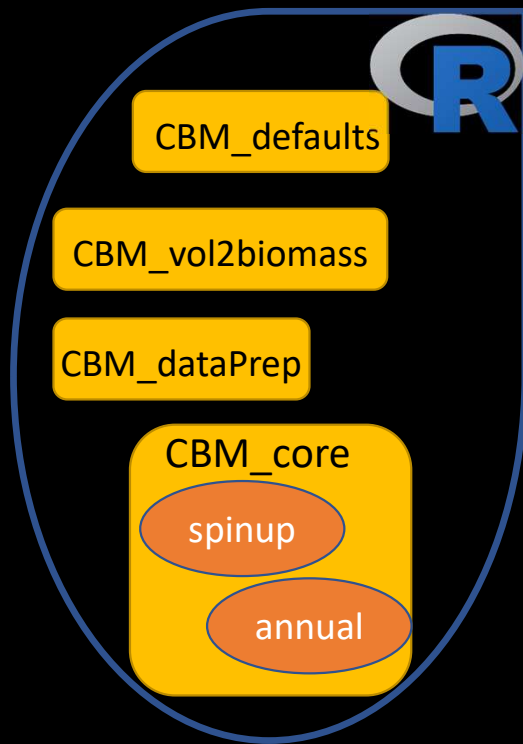 R
CBM_defaults
CBM_vol2biomass
CBM_dataPrep
CBM_core
spinup
annual